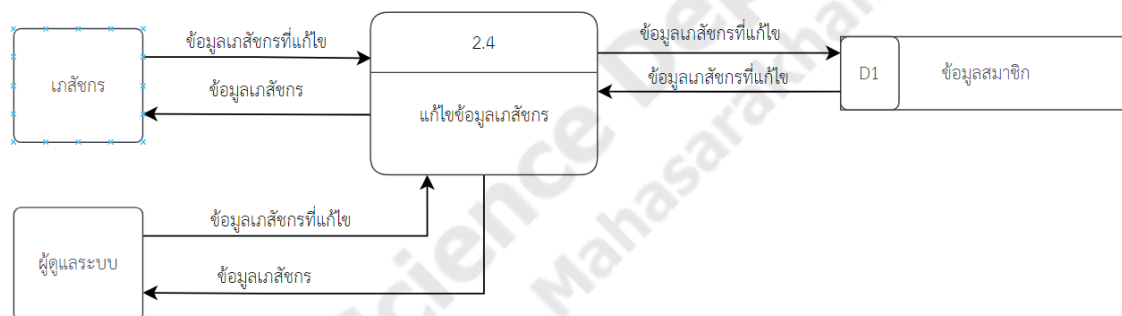 ข้อมูลเภสัชกรที่แก้ไข
2.4
ข้อมูลเภสัชกรที่แก้ไข
เภสัชกร
ข้อมูลเภสัชกร
แก้ไขข้อมูลเภสัชกร
ข้อมูลเภสัชกรที่แก้ไข
D1
ข้อมูลสมาชิก
ข้อมูลเภสัชกรที่แก้ไข
ผู้ดูแลระบบ
ข้อมูลเภสัชกร